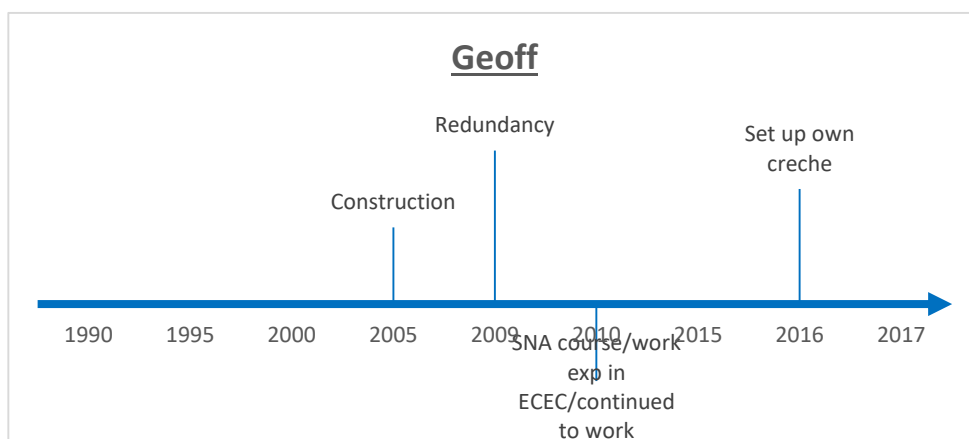 Geoff
Redundancy
Set up own
creche
Construction
1990 1995 2000 2005 2009 2010 2015 2016 2017
SNA course/work
exp in
ECEC/continued
to work